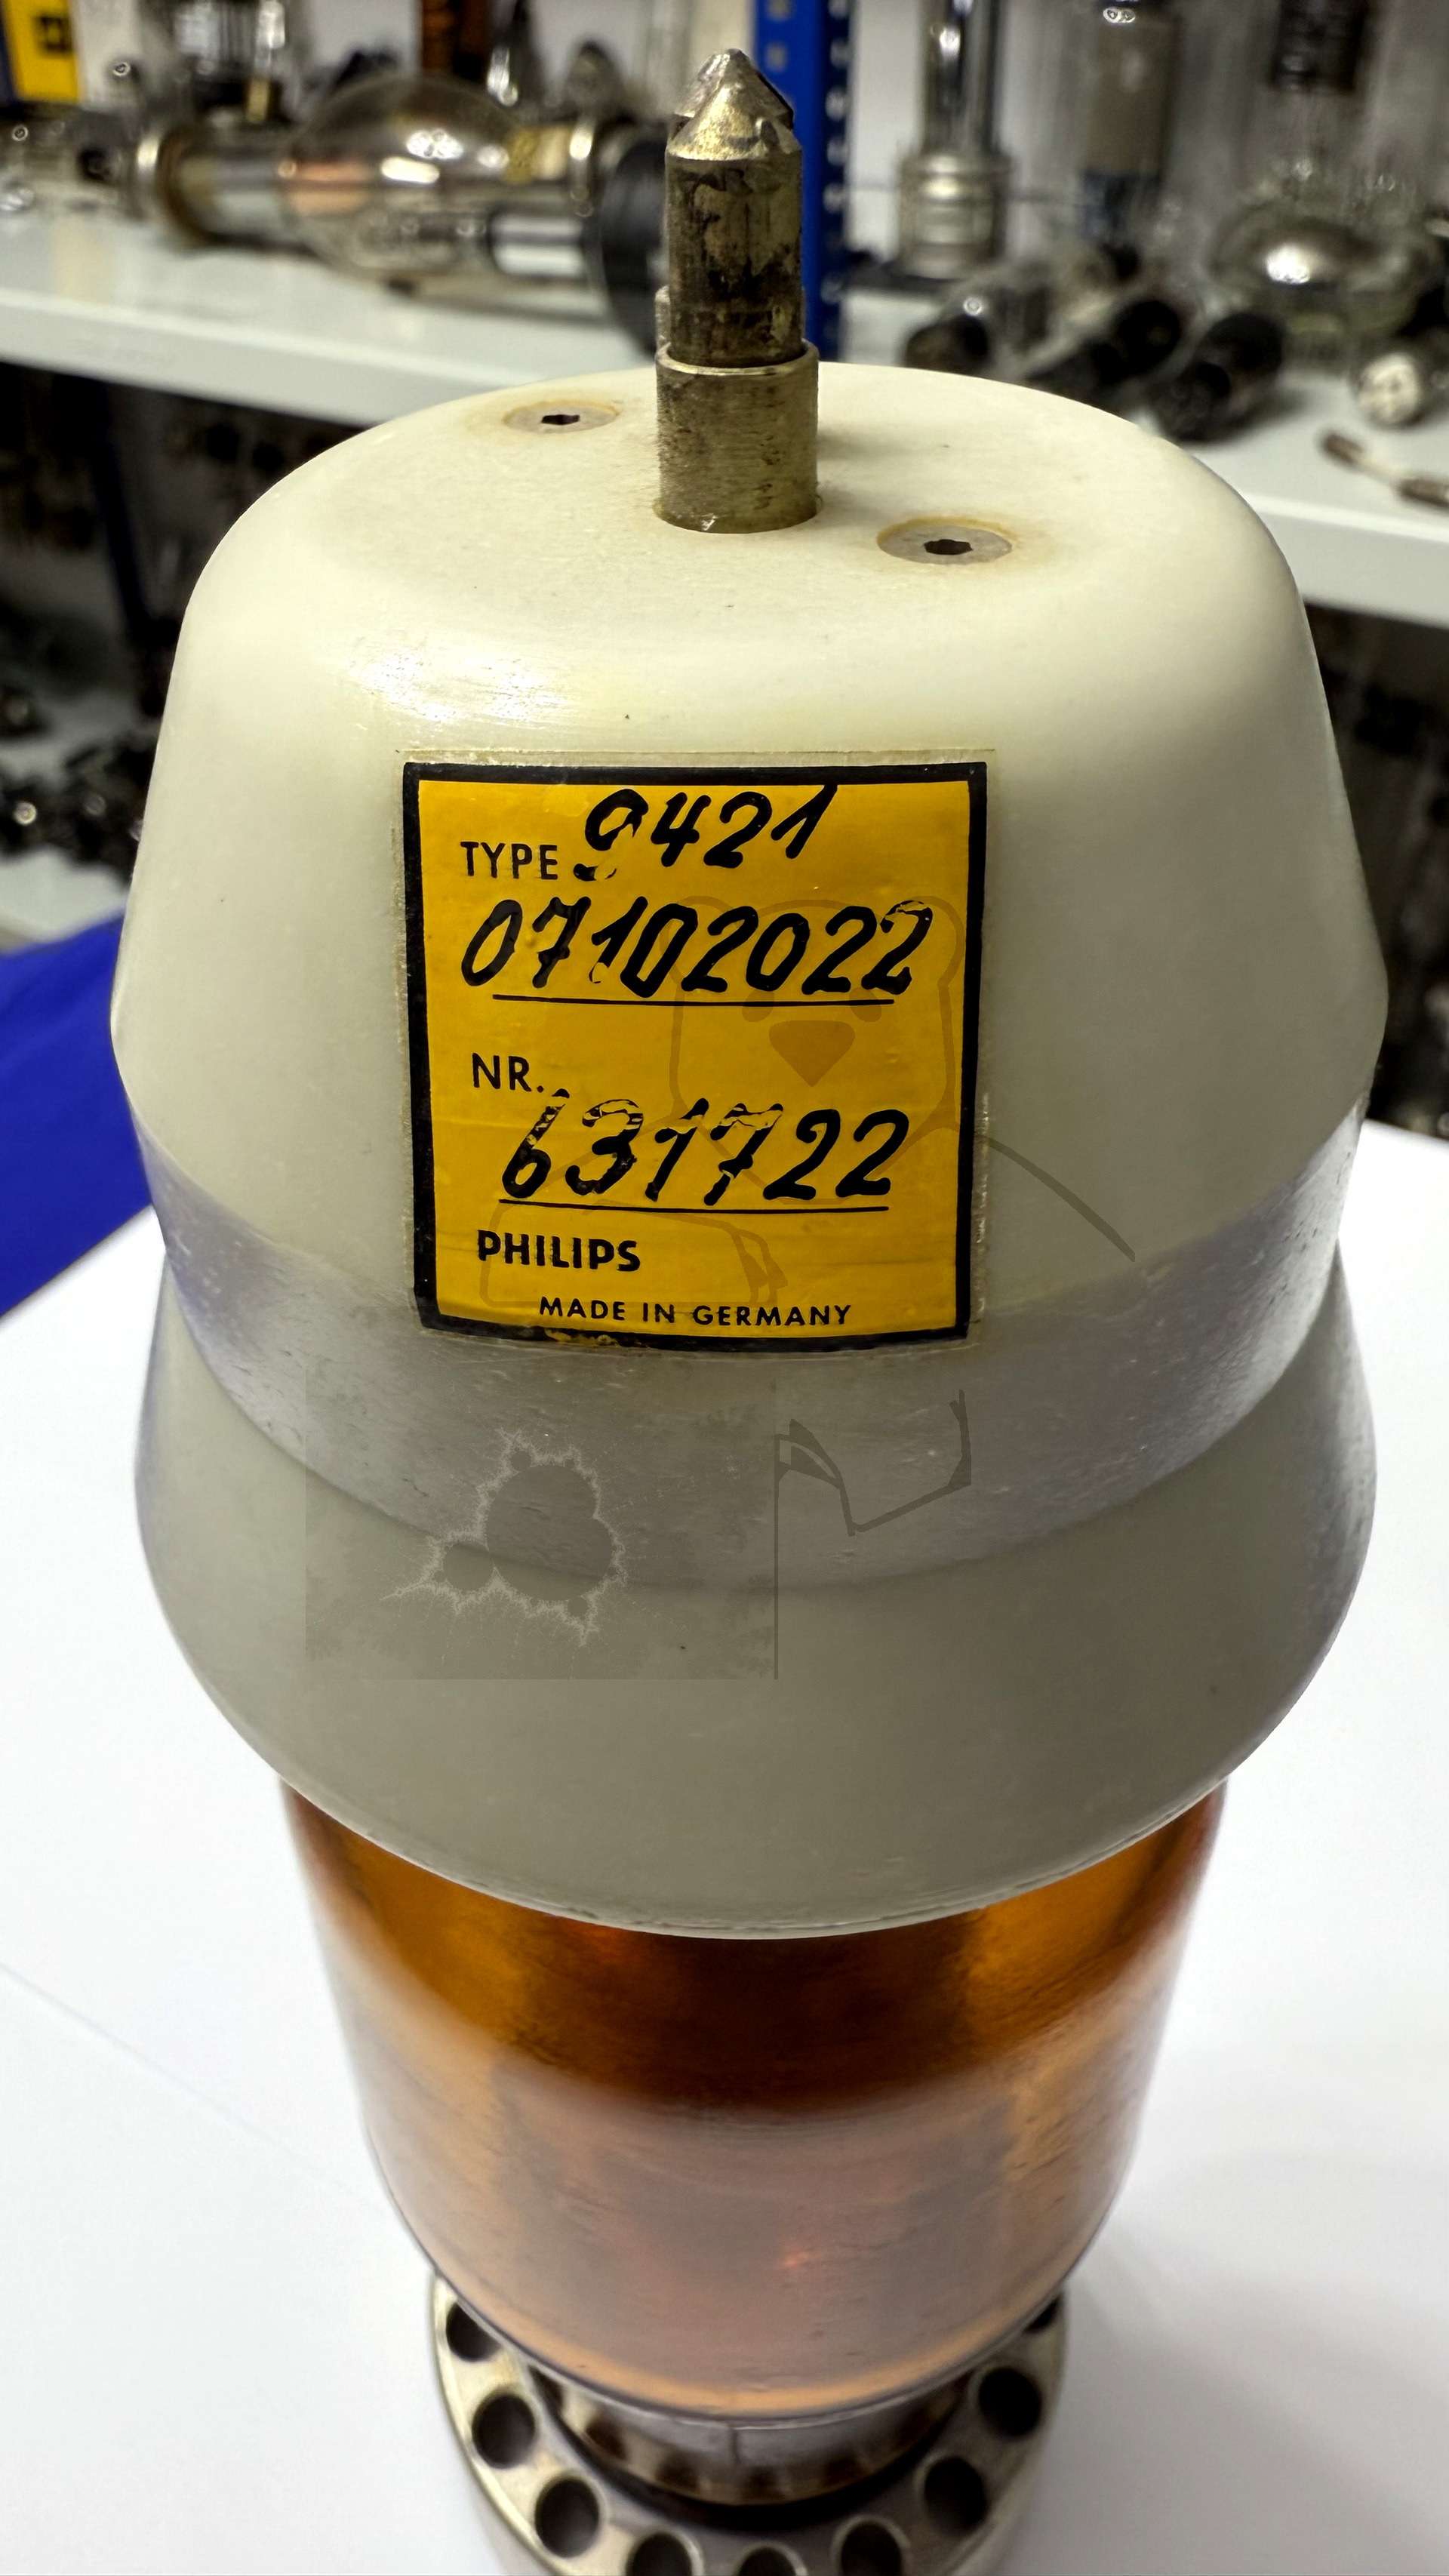 TYPE 9421
07102022
NR.
631722
PHILIPS
MADE IN GERMANY